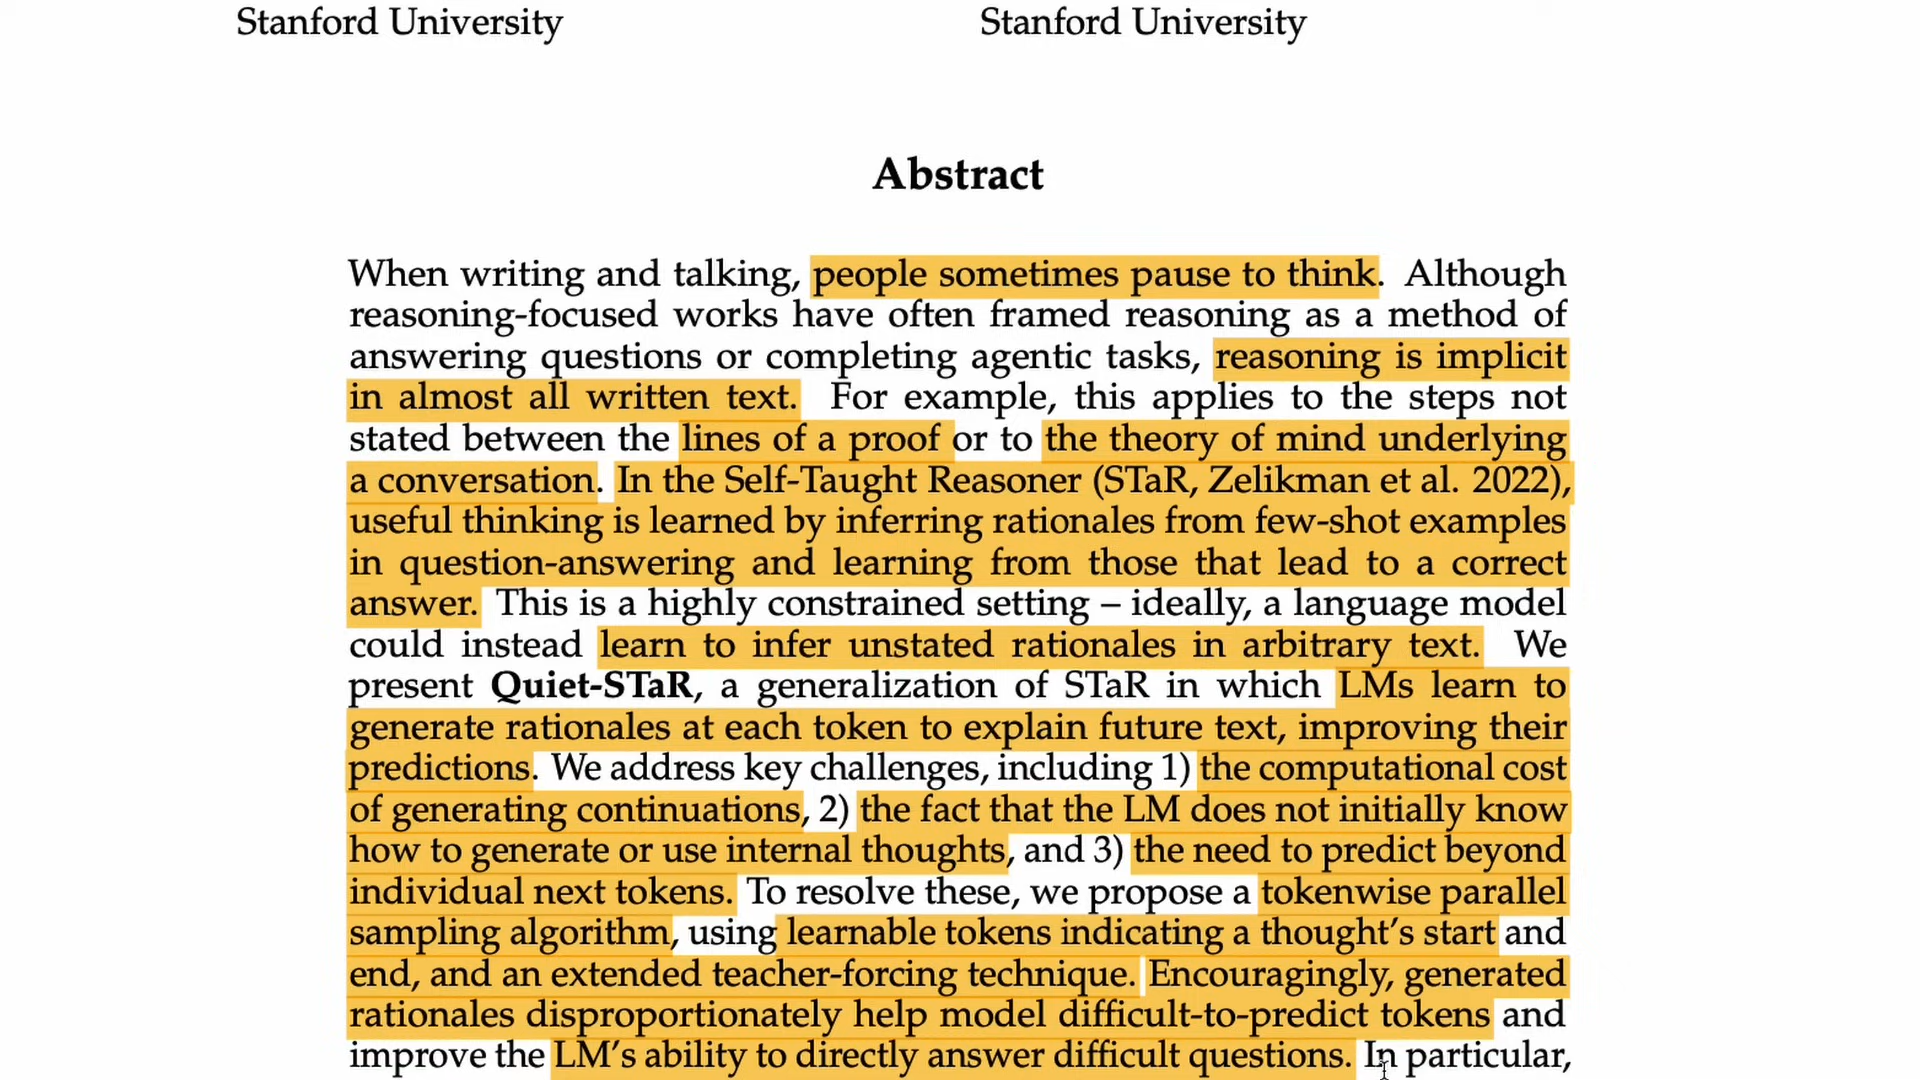 Stanford University Stanford University
Abstract
When writing and talking, people sometimes pause to think. Although
reasoning-focused works have often framed reasoning as a method of
answering questions or completing agentic tasks, reasoning is implicit
in almost all written text. For example, this applies to the steps not
stated between the lines of a proof or to the theory of mind underlying
a conversation. In the Self-Taught Reasoner (STaR, Zelikman et al. 2022),
useful thinking is learned by inferring rationales from few-shot examples
in question-answering and learning from those that lead to a correct
answer. This is a highly constrained setting – ideally, a language model
could instead learn to infer unstated rationales in arbitrary text. We
present Quiet-STaR, a generalization of STaR in which LMs learn to
generate rationales at each token to explain future text, improving their
predictions. We address key challenges, including 1) the computational cost
of generating continuations, 2) the fact that the LM does not initially know
how to generate or use internal thoughts, and 3) the need to predict beyond
individual next tokens. To resolve these, we propose a tokenwise parallel
sampling algorithm, using learnable tokens indicating a thought’s start and
end, and an extended teacher-forcing technique. Encouragingly, generated
rationales disproportionately help model difficult-to-predict tokens and
improve the LM’s ability to directly answer difficult questions. In particular,